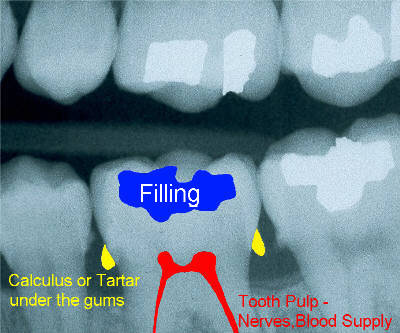 Filling
Calculus or Tartar
under the gums
Tooth Pulp -
Nerves,Blood Supply